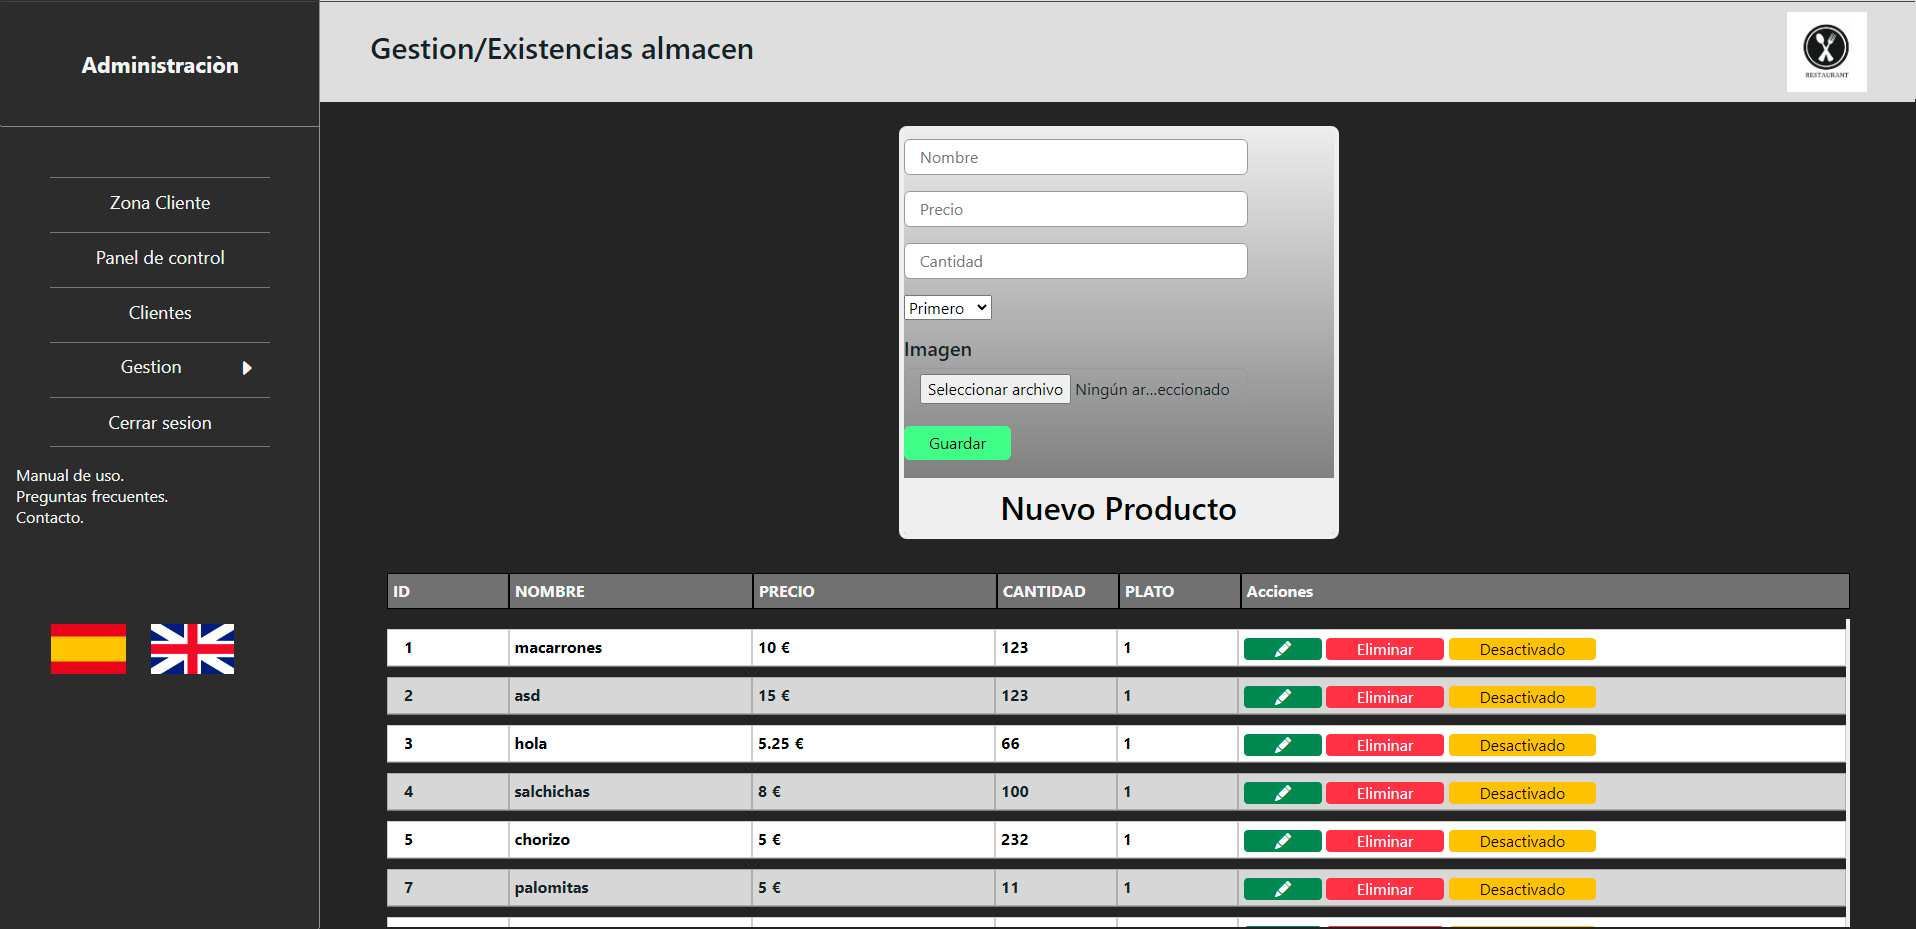 Administraciòn
Zona Cliente
Panel de control
Clientes
Gestion
Cerrar sesion
Manual de uso.
Preguntas frecuentes.
Contacto.
Gestion/Existencias almacen
RESTAURANT
Nombre
Precio
Cantidad
Primero
Imagen
Seleccionar archivo Ningún ar...eccionado
Guardar
Nuevo Producto
ID NOMBRE PRECIO CANTIDAD PLATO Acciones
1 macarrones 10 € 123 1 Eliminar Desactivado
2 asd 15 € 123 1 Eliminar Desactivado
3 hola 5.25 € 66 1 Eliminar Desactivado
4 salchichas 8 € 100 1 Eliminar Desactivado
5 chorizo 5 € 232 1 Eliminar Desactivado
7 palomitas 5 € 11 1 Eliminar Desactivado